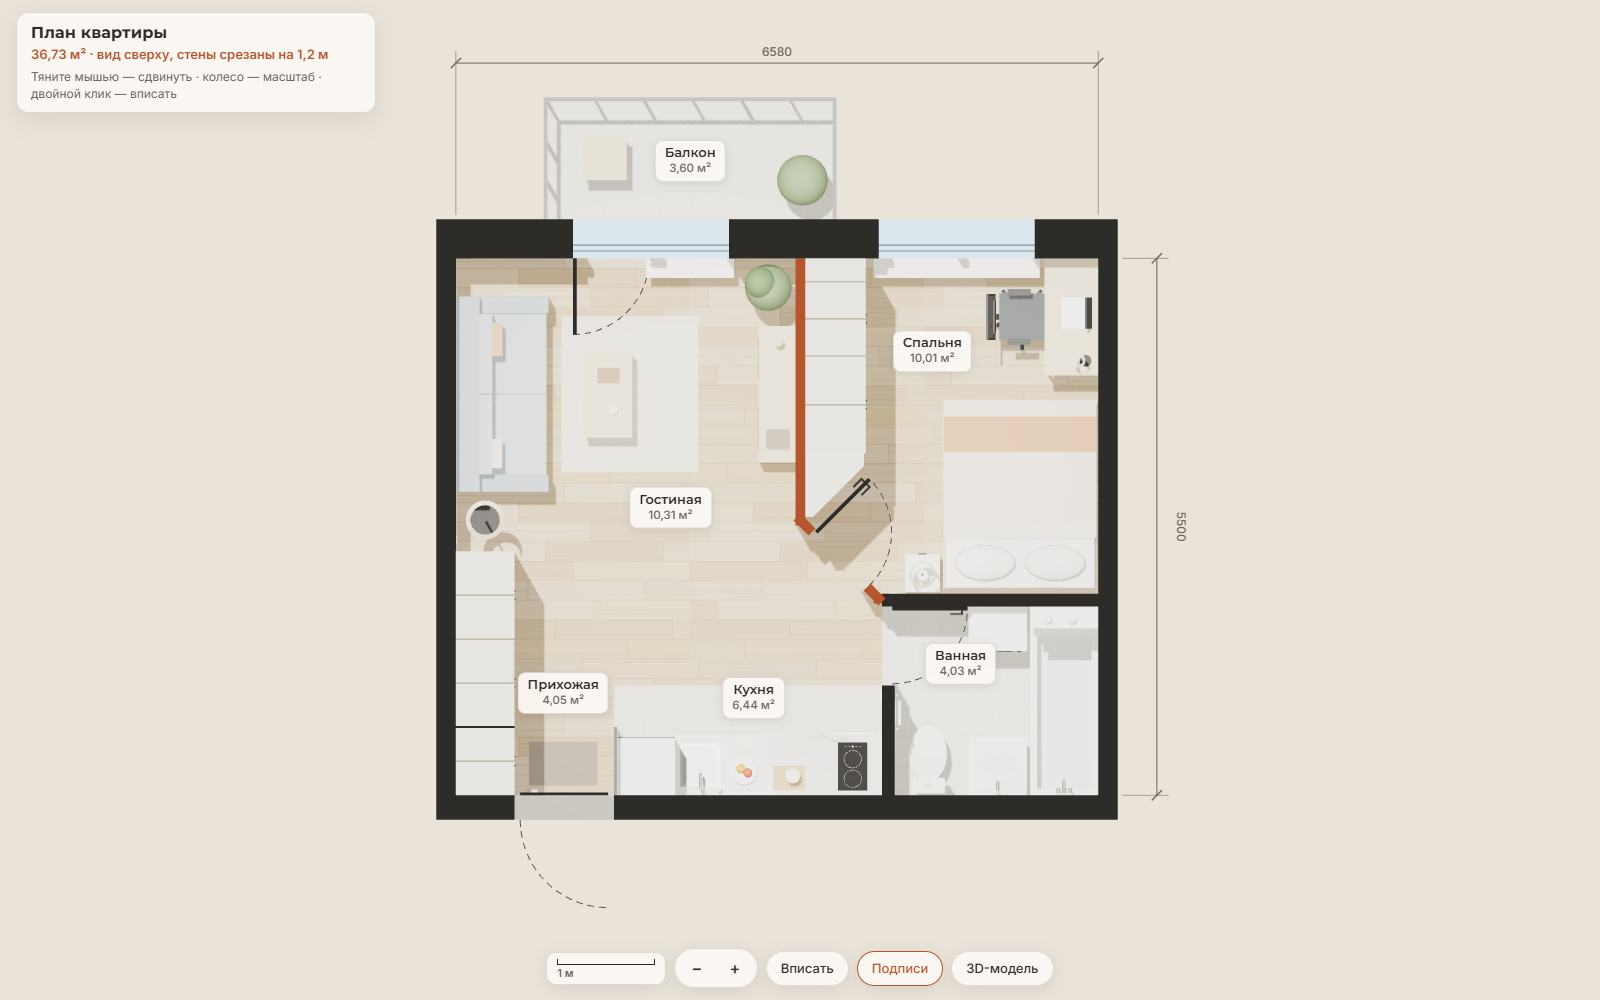 План квартиры
36,73 м² · вид сверху, стены срезаны на 1,2 м
Тяните мышью — сдвинуть · колесо — масштаб ·
двойной клик — вписать
6580
Балкон
3,60 м²
Спальня
10,01 м²
Гостиная
10,31 м²
5500
Ванная
4,03 м²
Прихожая
4,05 м²
Кухня
6,44 м²
1 м
− +
Вписать
Подписи
3D-модель